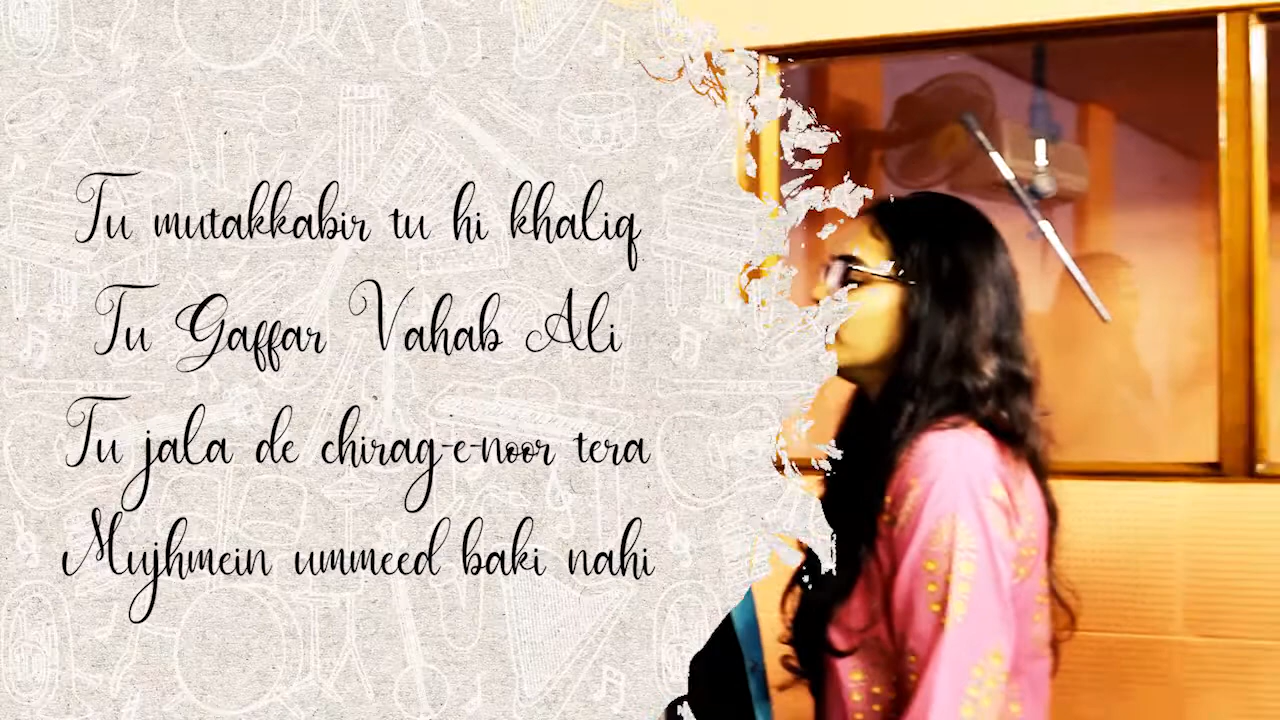 Tu mutakkabir tu hi khaliq
Tu Gaffar Vahab Ali
Tu jala de chirag-e-noor tera
Mujhmein ummeed baki nahi